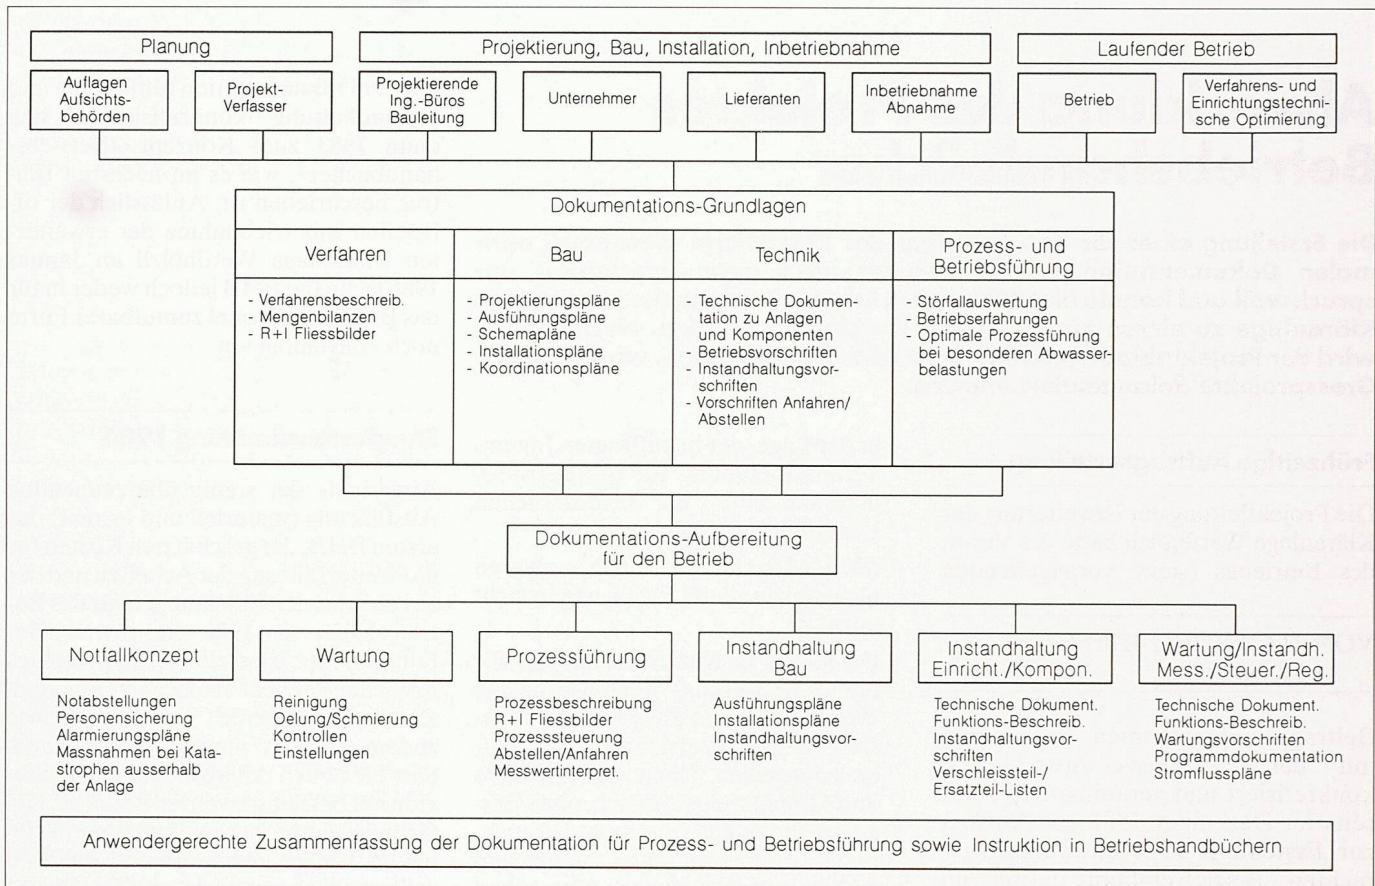 Planung
Projektierung, Bau, Installation, Inbetriebnahme
Laufender Betrieb
Auflagen
Aufsichts-
behörden
Projekt-
Verfasser
Projektierende
Ing.-Büros
Bauleitung
Unternehmer
Lieferanten
Inbetriebnahme
Abnahme
Betrieb
Verfahrens- und
Einrichtungstechni-
sche Optimierung
Dokumentations-Grundlagen
Verfahren
- Verfahrensbeschreib.
- Mengenbilanzen
- R+I Fliessbilder
Bau
- Projektierungspläne
- Ausführungspläne
- Schemapläne
- Installationspläne
- Koordinationspläne
Technik
- Technische Dokumen-
tation zu Anlagen
und Komponenten
- Betriebsvorschriften
- Instandhaltungsvor-
schriften
- Vorschriften Anfahren/
Abstellen
Prozess- und
Betriebsführung
- Störfallauswertung
- Betriebserfahrungen
- Optimale Prozessführung
bei besonderen Abwasser-
belastungen
Dokumentations-Aufbereitung
für den Betrieb
Notfallkonzept
Notabstellungen
Personensicherung
Alarmierungspläne
Massnahmen bei Kata-
strophen ausserhalb
der Anlage
Wartung
Reinigung
Oelung/Schmierung
Kontrollen
Einstellungen
Prozessführung
Prozessbeschreibung
R+I Fliessbilder
Prozesssteuerung
Abstellen/Anfahren
Messwertinterpret.
Instandhaltung
Bau
Ausführungspläne
Installationspläne
Instandhaltungsvor-
schriften
Instandhaltung
Einricht./Kompon.
Technische Dokument.
Funktions-Beschreib.
Instandhaltungsvor-
schriften
Verschleissteil-/
Ersatzteil-Listen
Wartung/Instandh.
Mess./Steuer./Reg.
Technische Dokument.
Funktions-Beschreib.
Wartungsvorschriften
Programmdokumentation
Stromflusspläne
Anwendergerechte Zusammenfassung der Dokumentation für Prozess- und Betriebsführung sowie Instruktion in Betriebshandbüchern